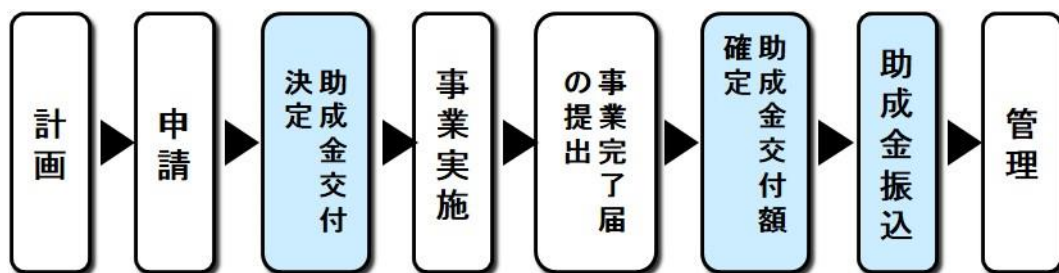 計画
申請
助成金交付
決定
事業実施
事業完了届
の提出
助成金交付額
確定
助成金振込
管理